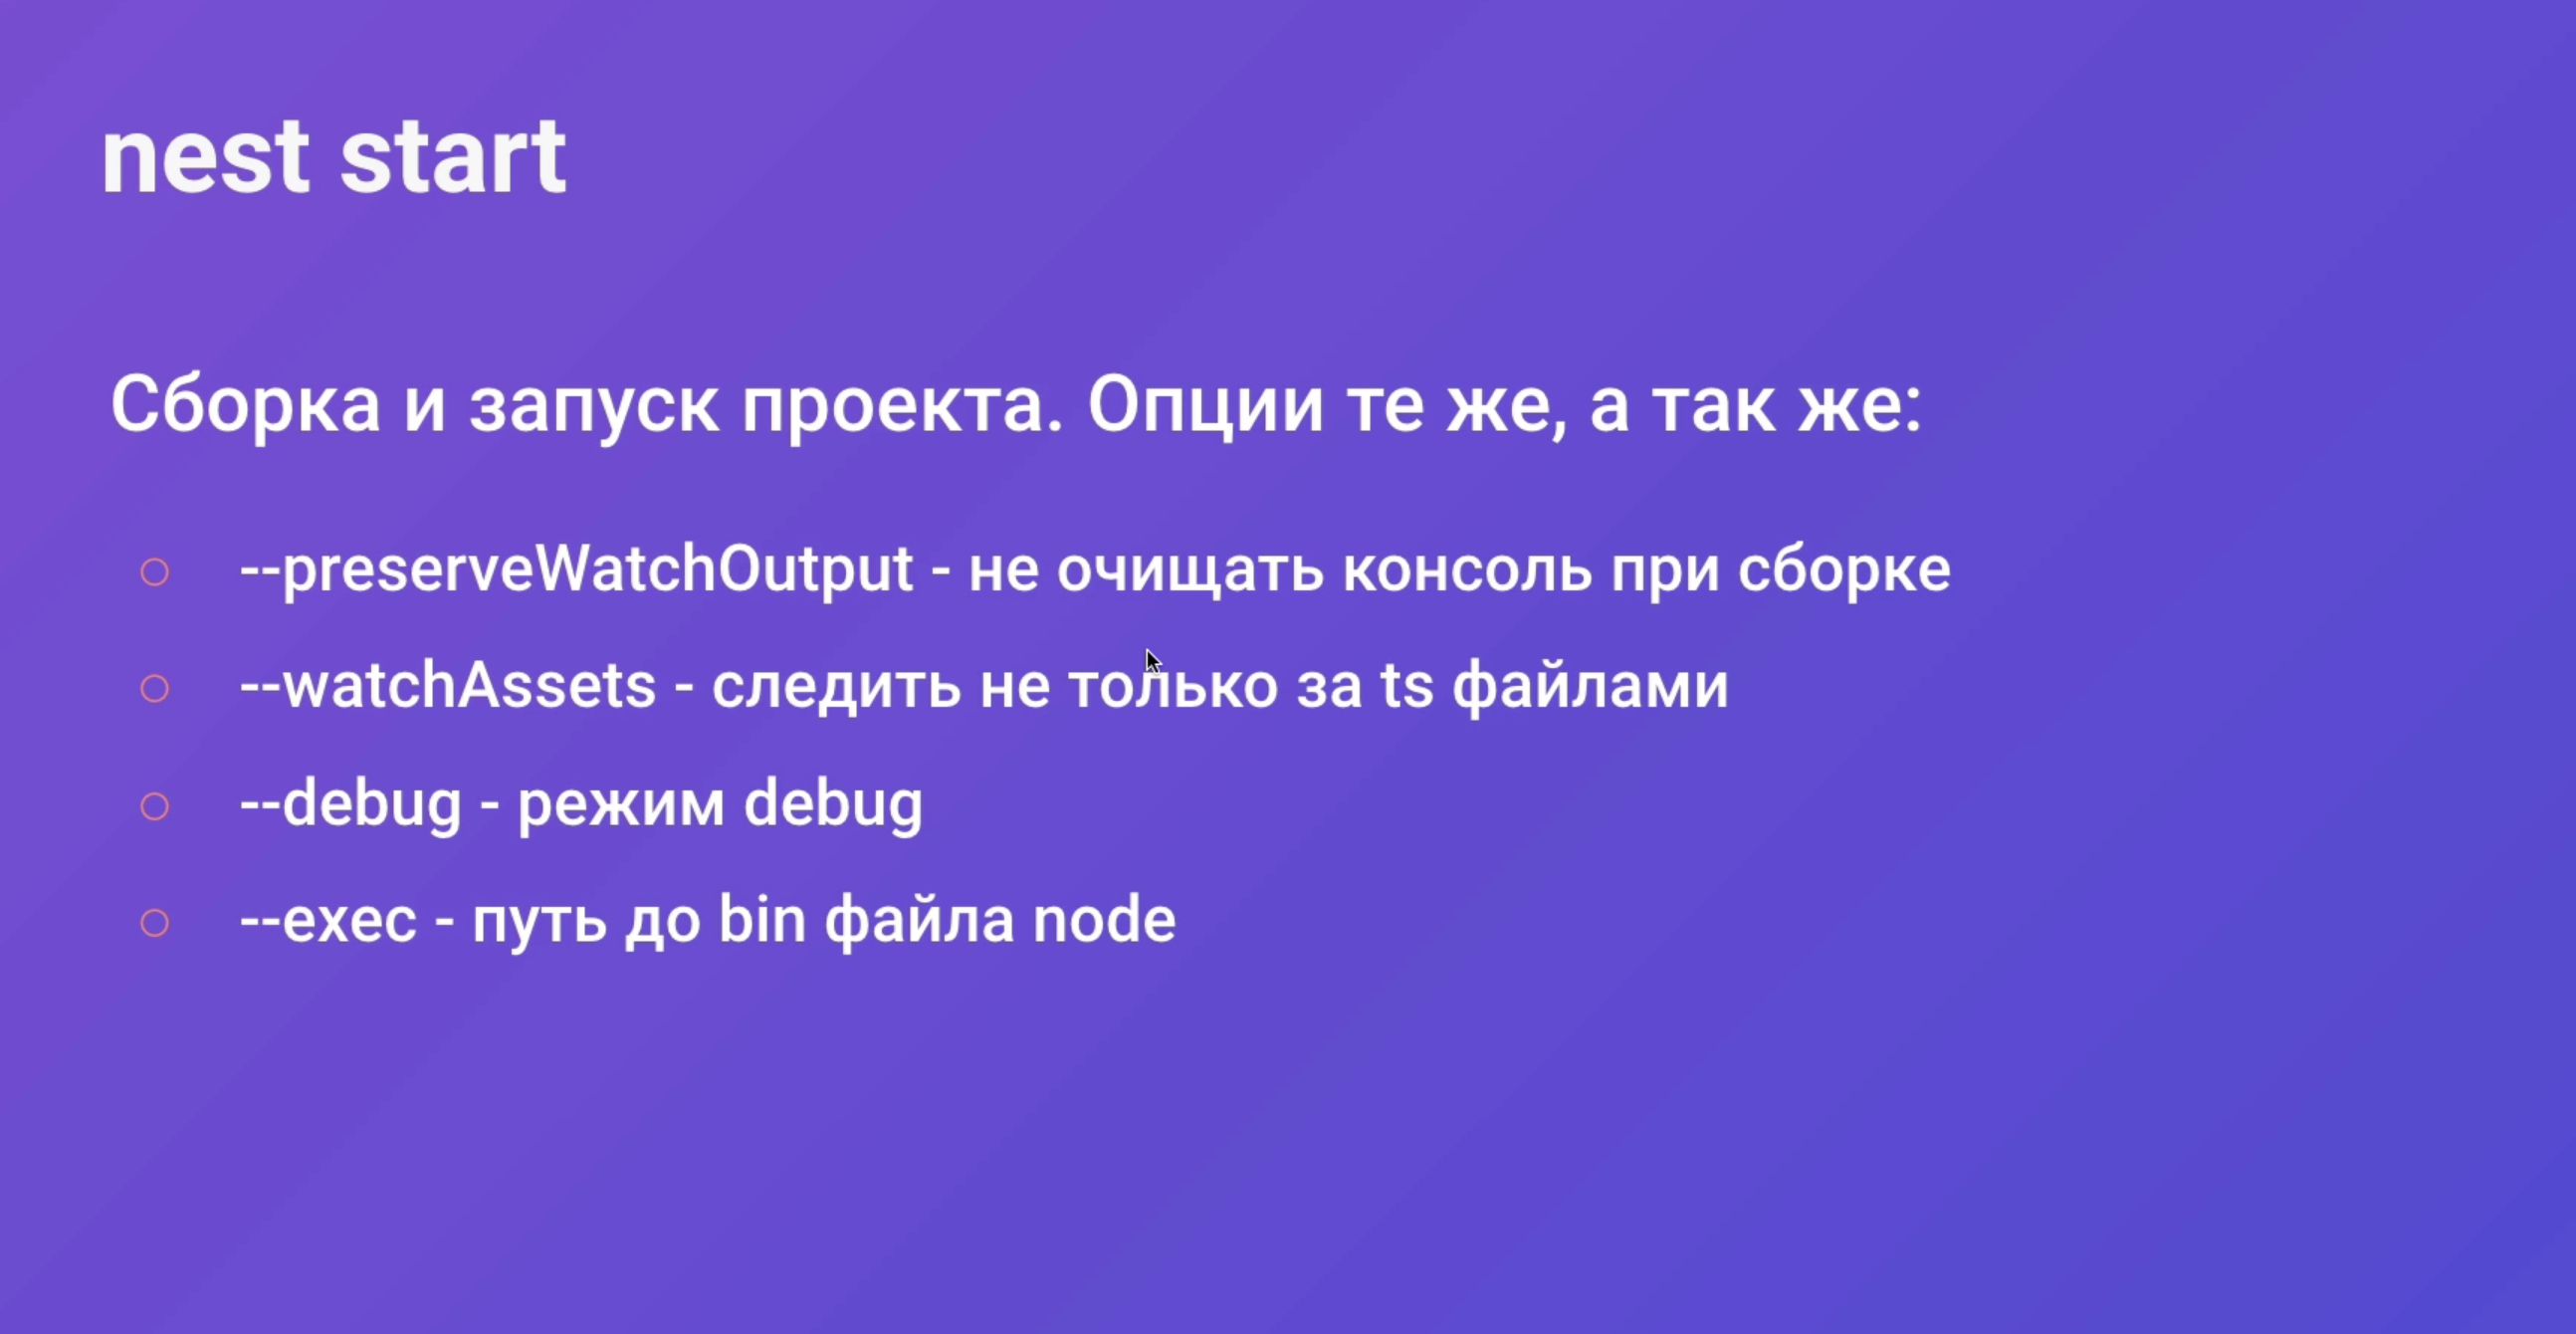 nest start
Сборка и запуск проекта. Опции те же, а так же:
--preserveWatchOutput - не очищать консоль при сборке
--watchAssets - следить не только за ts файлами
--debug - режим debug
--exec - путь до bin файла node